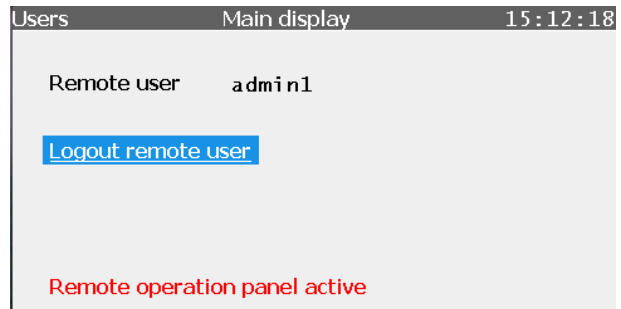 Users Main display 15:12:18
Remote user admin1
Logout remote user
Remote operation panel active